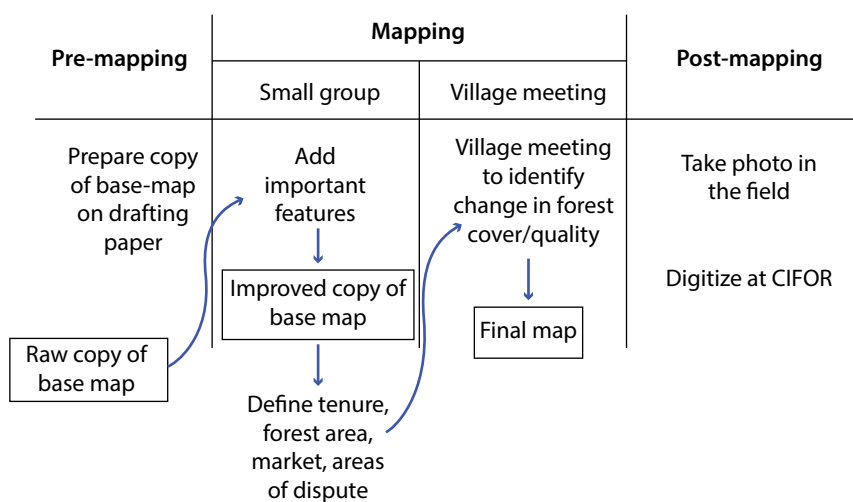 Pre-mapping
Mapping
Post-mapping
Small group
Village meeting
Prepare copy
of base-map
on drafting
paper
Raw copy of
base map
Add
important
features
Improved copy of
base map
Define tenure,
forest area,
market, areas
of dispute
Village meeting
to identify
change in forest
cover/quality
Final map
Take photo in
the field
Digitize at CIFOR